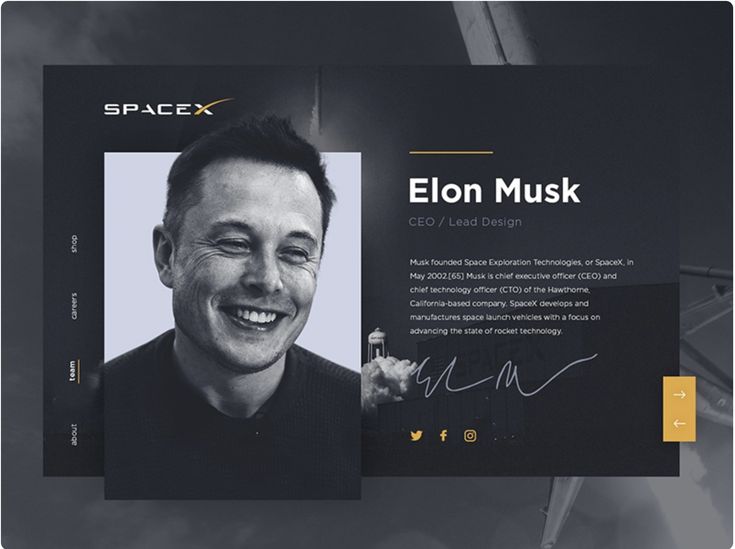 SPACEX
shop
careers
team
about
Elon Musk
CEO / Lead Design
Musk founded Space Exploration Technologies, or SpaceX, in
May 2002.[65] Musk is chief executive officer (CEO) and
chief technology officer (CTO) of the Hawthorne,
California-based company. SpaceX develops and
manufactures space launch vehicles with a focus on
advancing the state of rocket technology.